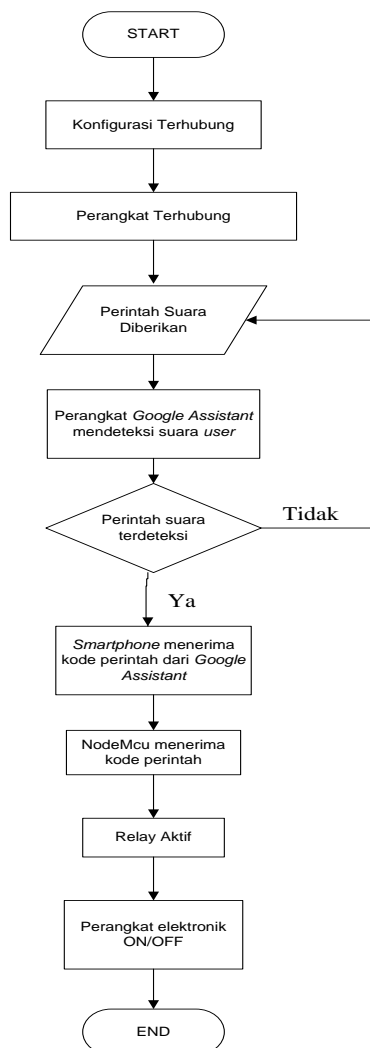 START
Konfigurasi Terhubung
Perangkat Terhubung
Perintah Suara
Diberikan
Perangkat Google Assistant
mendeteksi suara user
Perintah suara
terdeteksi
Tidak
Ya
Smartphone menerima
kode perintah dari Google
Assistant
NodeMcu menerima
kode perintah
Relay Aktif
Perangkat elektronik
ON/OFF
END